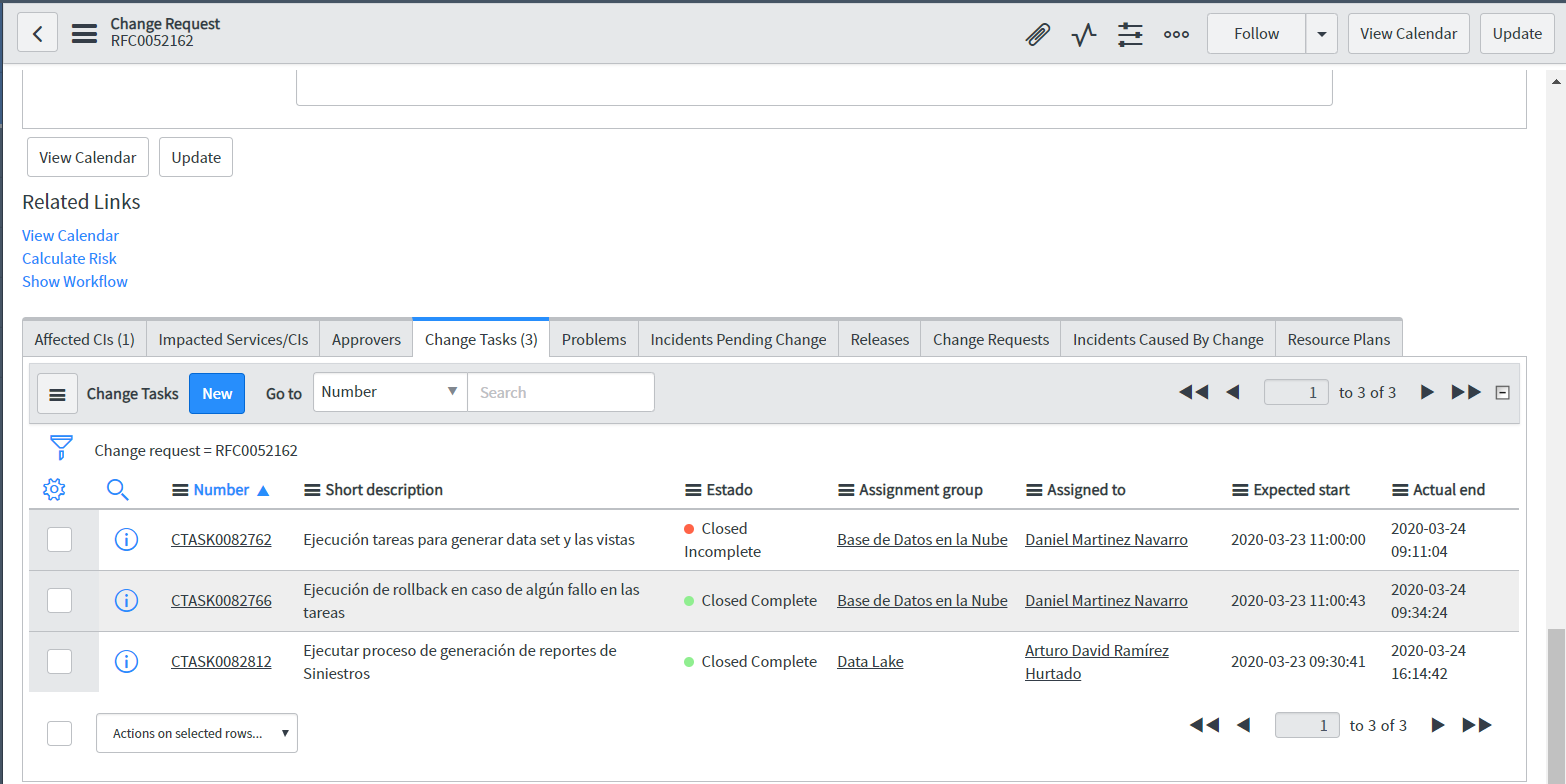 Change Request
RFC0052162
Follow
View Calendar
Update
View Calendar
Update
Related Links
View Calendar
Calculate Risk
Show Workflow
Affected CIs (1)
Impacted Services/CIs
Approvers
Change Tasks (3)
Problems
Incidents Pending Change
Releases
Change Requests
Incidents Caused By Change
Resource Plans
Change Tasks
New
Go to
Number
Search
1
to 3 of 3
Change request = RFC0052162
Number
Short description
Estado
Assignment group
Assigned to
Expected start
Actual end
CTASK0082762
Ejecución tareas para generar data set y las vistas
Closed
Incomplete
Base de Datos en la Nube
Daniel Martinez Navarro
2020-03-23 11:00:00
2020-03-24
09:11:04
CTASK0082766
Ejecución de rollback en caso de algún fallo en las
tareas
Closed Complete
Base de Datos en la Nube
Daniel Martinez Navarro
2020-03-23 11:00:43
2020-03-24
09:34:24
CTASK0082812
Ejecutar proceso de generación de reportes de
Siniestros
Closed Complete
Data Lake
Arturo David Ramírez
Hurtado
2020-03-23 09:30:41
2020-03-24
16:14:42
Actions on selected rows...
1
to 3 of 3